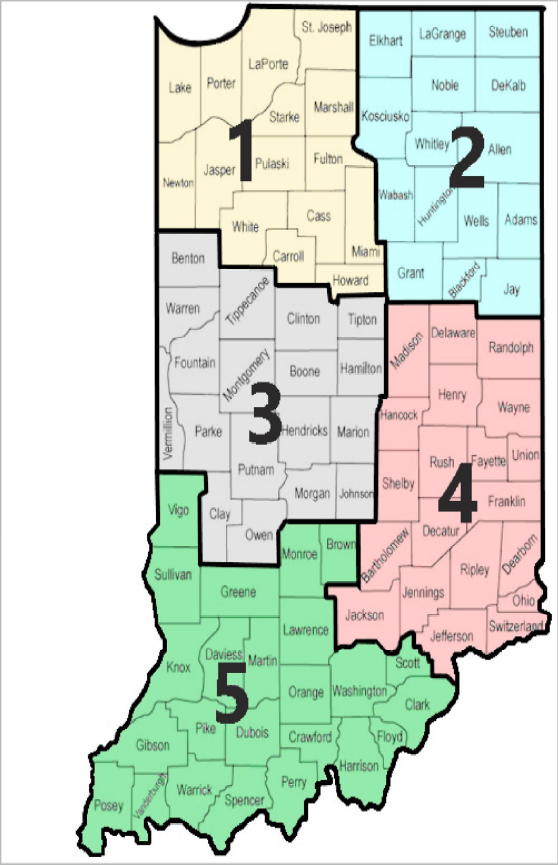 St. Joseph
Elkhart
LaGrange
Steuben
Lake
Porter
LaPorte
Noble
DeKalb
Starke
Marshall
Kosciusko
1
2
Whitley
Allen
Newton
Jasper
Pulaski
Fulton
Wabash
Huntington
Wells
Adams
White
Cass
Miami
Carroll
Howard
Grant
Blackford
Jay
Benton
Warren
Tippecanoe
Clinton
Tipton
Fountain
Montgomery
Boone
Hamilton
Madison
Delaware
Randolph
Henry
Wayne
Vermillion
Parke
3
Hendricks
Marion
Hancock
Putnam
Morgan
Johnson
Shelby
Rush
Fayette
Union
4
Franklin
Vigo
Clay
Owen
Monroe
Brown
Bartholomew
Decatur
Ripley
Dearborn
Sullivan
Greene
Jackson
Jennings
Ohio
Jefferson
Switzerland
Lawrence
Knox
Daviess
Martin
5
Orange
Washington
Scott
Clark
Gibson
Pike
Dubois
Crawford
Floyd
Harrison
Posey
Vanderburgh
Warrick
Spencer
Perry